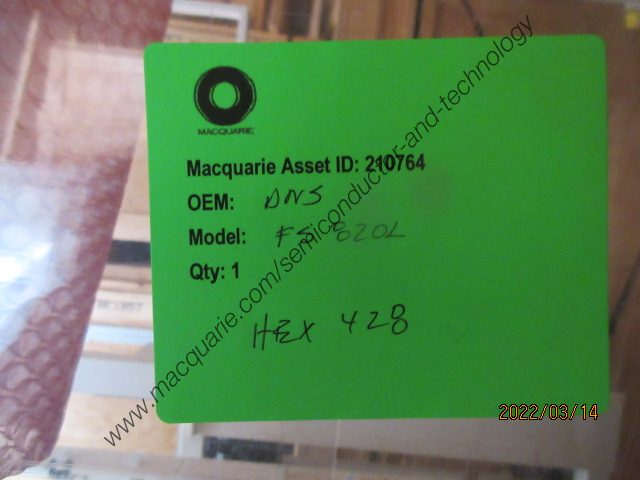 MACQUARIE
Macquarie Asset ID: 210764
OEM: DNS
Model: FS 820L
Qty: 1
HEX 428
www.macquarie.com/semiconductor-and-technology
2022/03/14